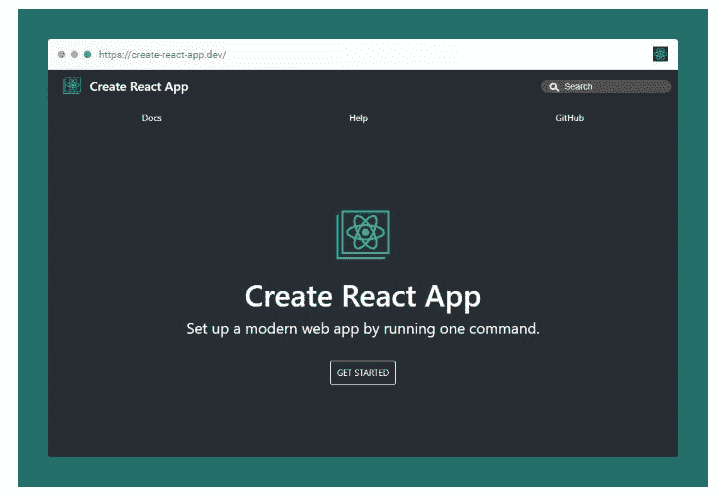 https://create-react-app.dev/
Create React App
Search
Docs
Help
GitHub
Create React App
Set up a modern web app by running one command.
GET STARTED